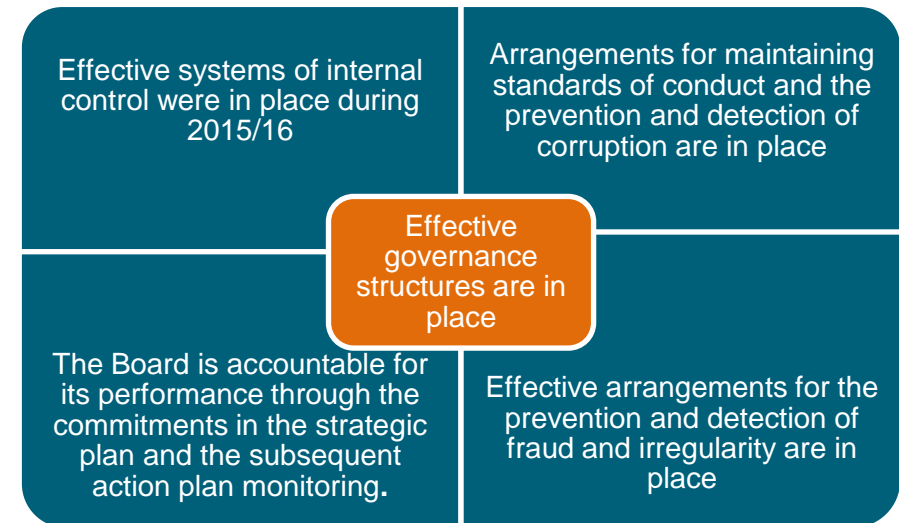 Effective systems of internal
control were in place during
2015/16
Arrangements for maintaining
standards of conduct and the
prevention and detection of
corruption are in place
Effective
governance
structures are in
place
The Board is accountable for
its performance through the
commitments in the strategic
plan and the subsequent
action plan monitoring.
Effective arrangements for the
prevention and detection of
fraud and irregularity are in
place